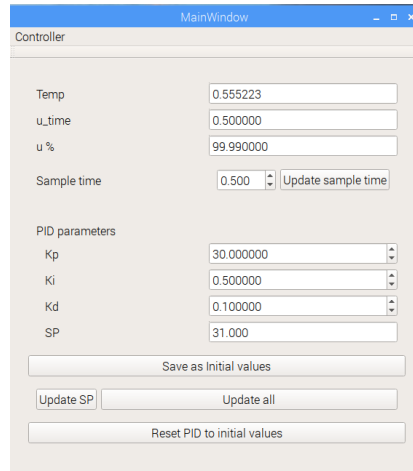 MainWindow
Controller
Temp 0.555223
u_time 0.500000
u % 99.990000
Sample time 0.500 Update sample time
PID parameters
Kp 30.000000
Ki 0.500000
Kd 0.100000
SP 31.000
Save as Initial values
Update SP Update all
Reset PID to initial values